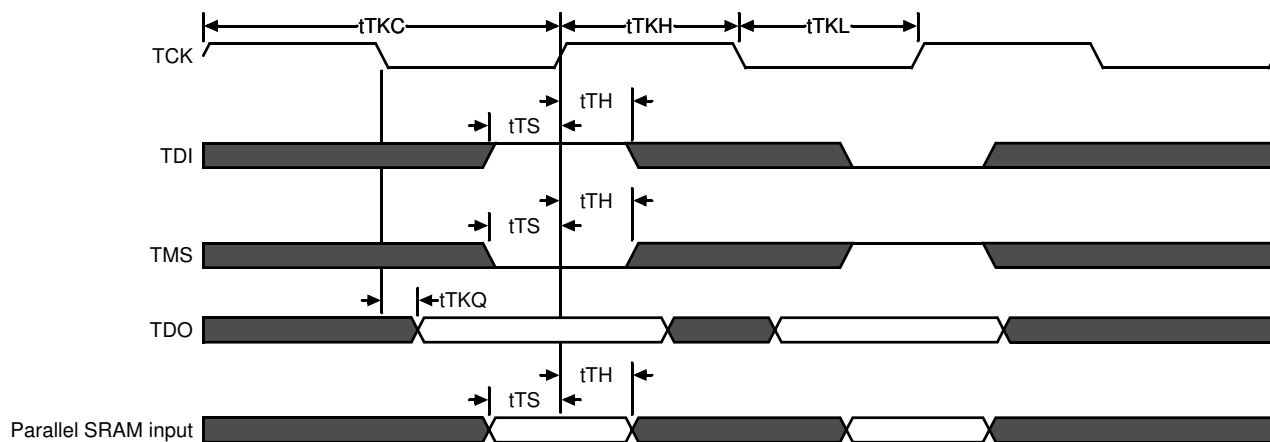 tTKC tTKH tTKL
TCK
tTH
tTS
TDI
tTH
tTS
TMS
tTKQ
TDO
tTH
tTS
Parallel SRAM input